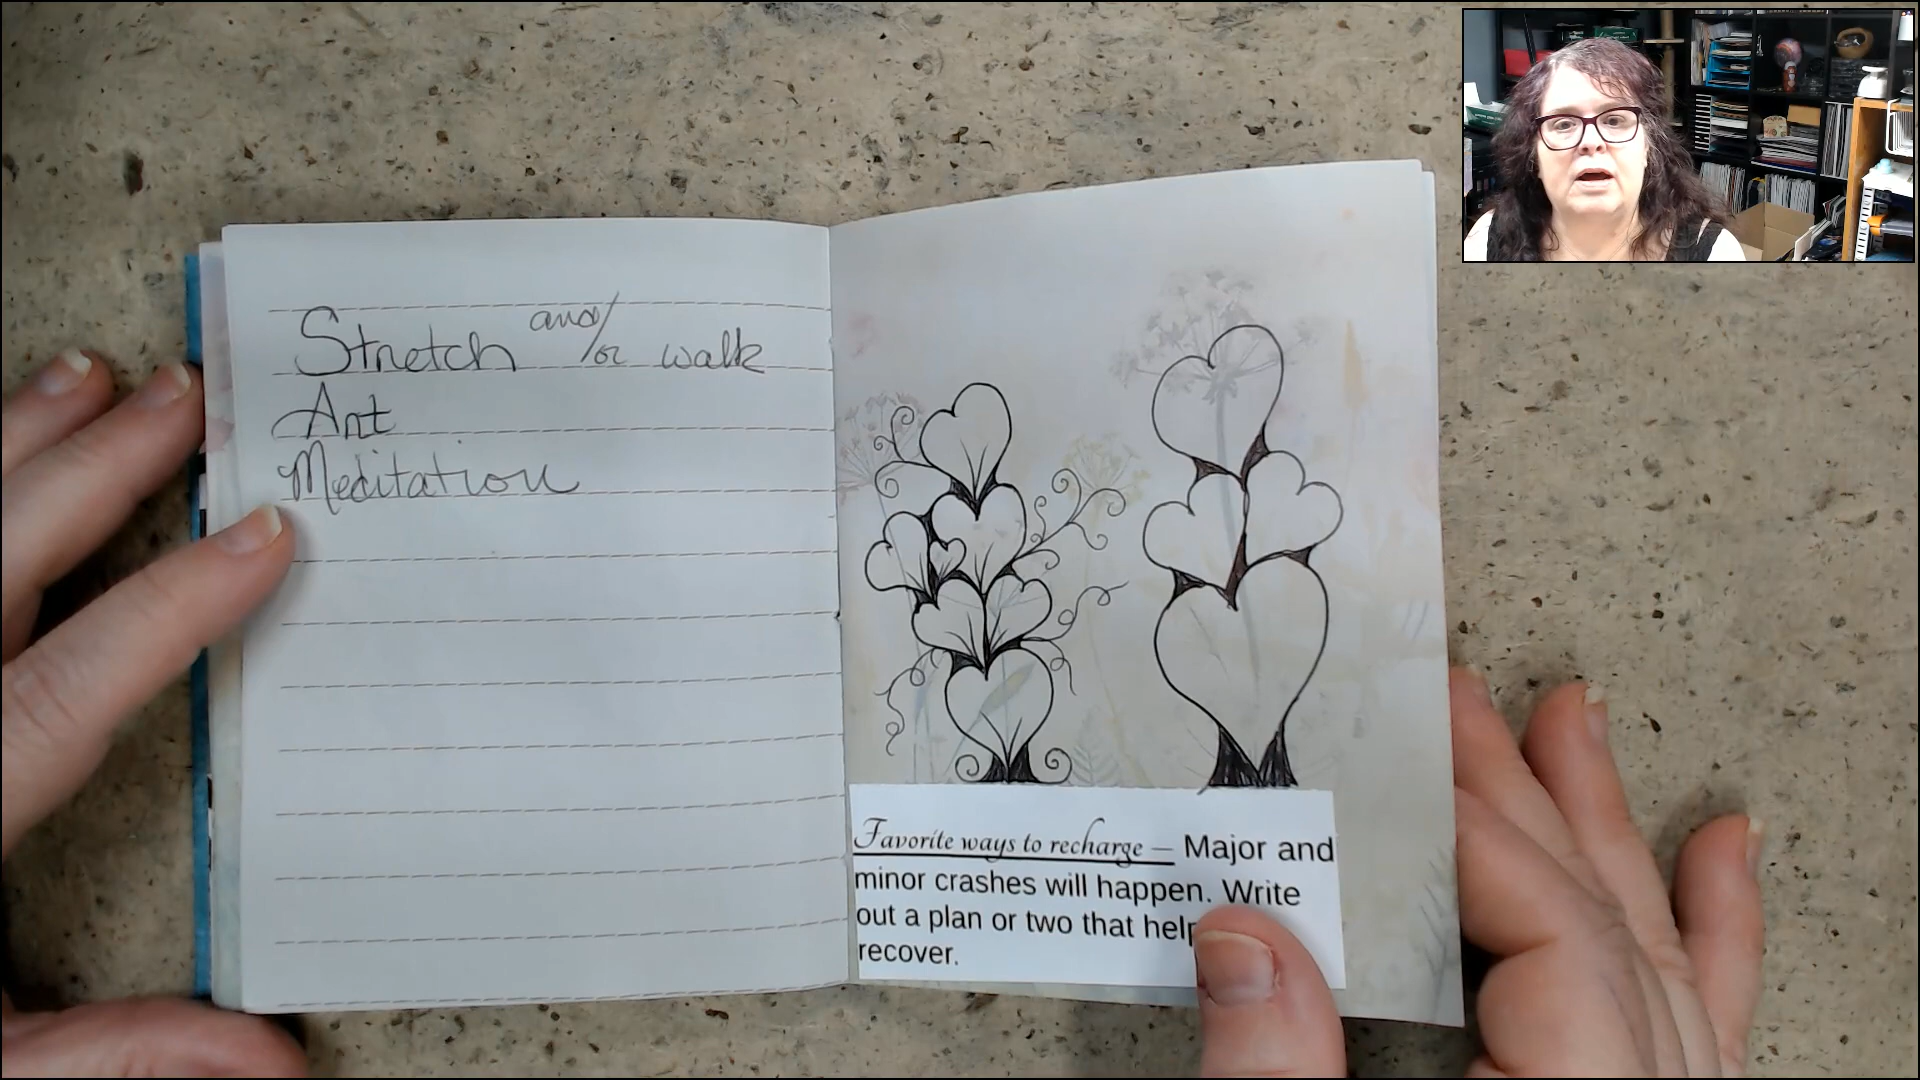 Stretch and/or walk
Art
Meditation
Favorite ways to recharge — Major and
minor crashes will happen. Write
out a plan or two that help
recover.